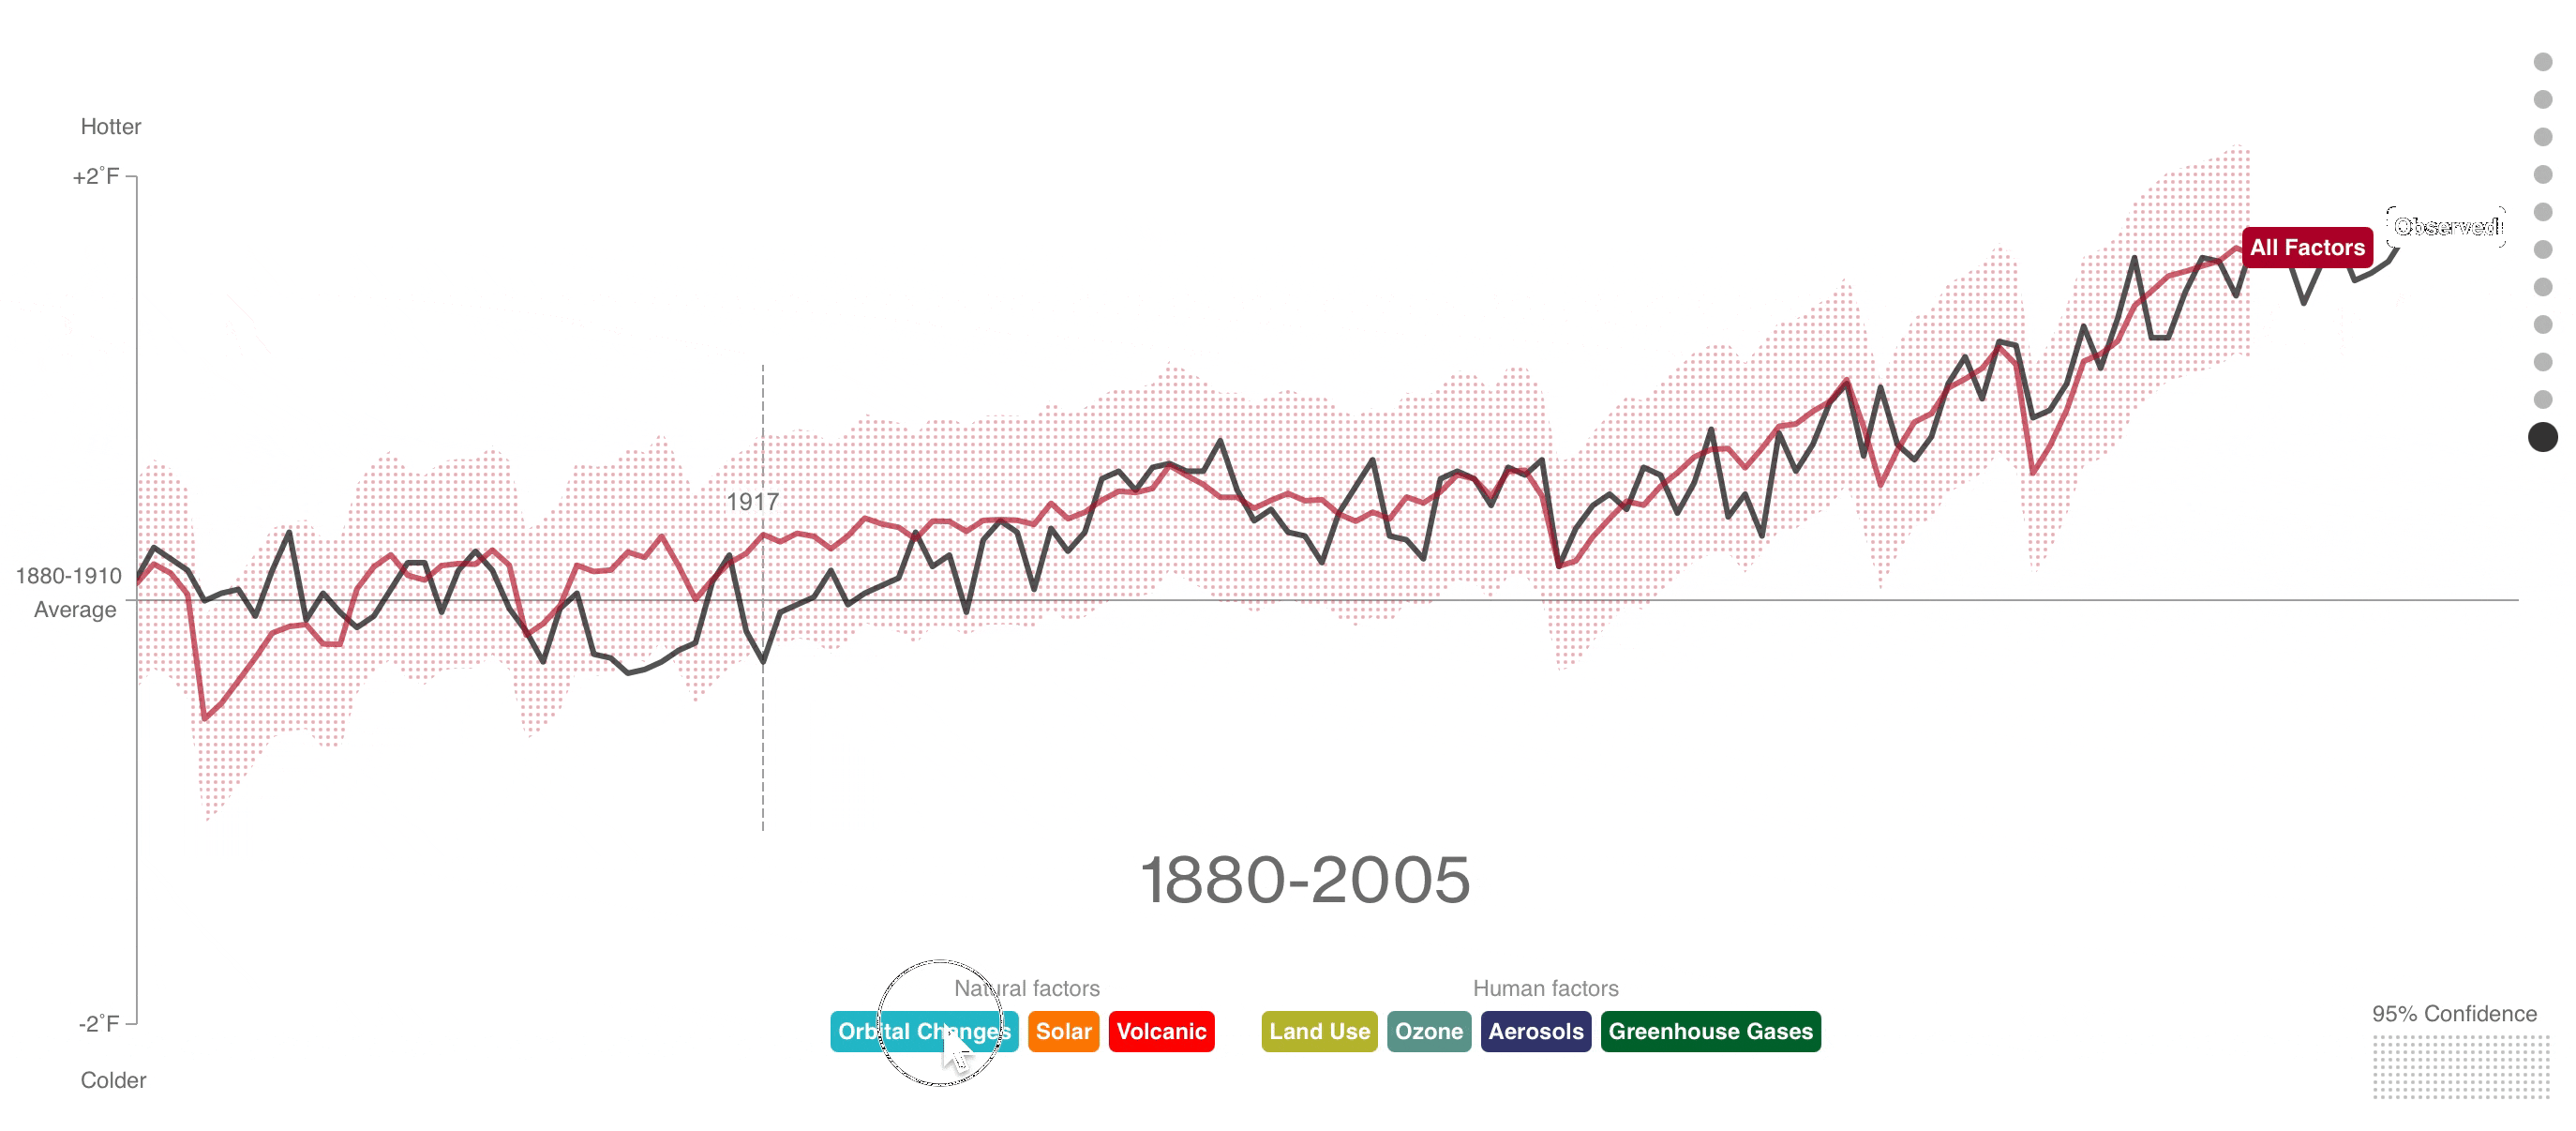 Hotter
+2°F
Observed
All Factors
1917
1880-1910
Average
1880-2005
Natural factors
Human factors
Orbital Changes Solar Volcanic Land Use Ozone Aerosols Greenhouse Gases
95% Confidence
-2°F
Colder